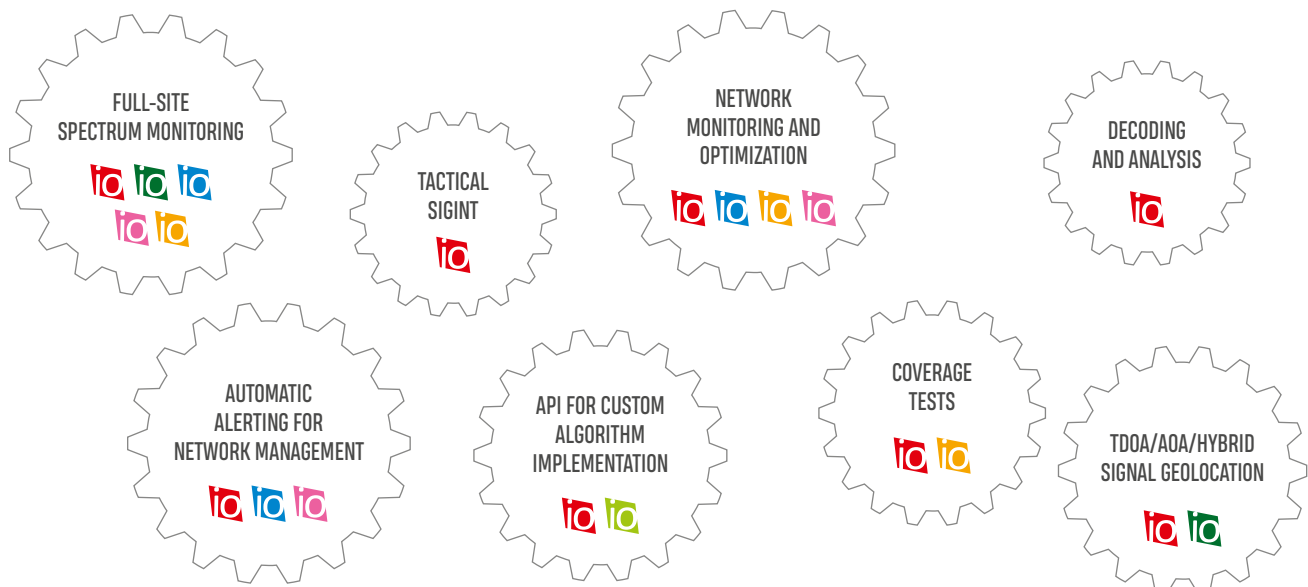 FULL-SITE
SPECTRUM MONITORING
io io io
io io
TACTICAL
SIGINT
io
NETWORK
MONITORING AND
OPTIMIZATION
io io io io
DECODING
AND ANALYSIS
io
AUTOMATIC
ALERTING FOR
NETWORK MANAGEMENT
io io io
API FOR CUSTOM
ALGORITHM
IMPLEMENTATION
io io
COVERAGE
TESTS
io io
TDOA/AOA/HYBRID
SIGNAL GEOLOCATION
io io